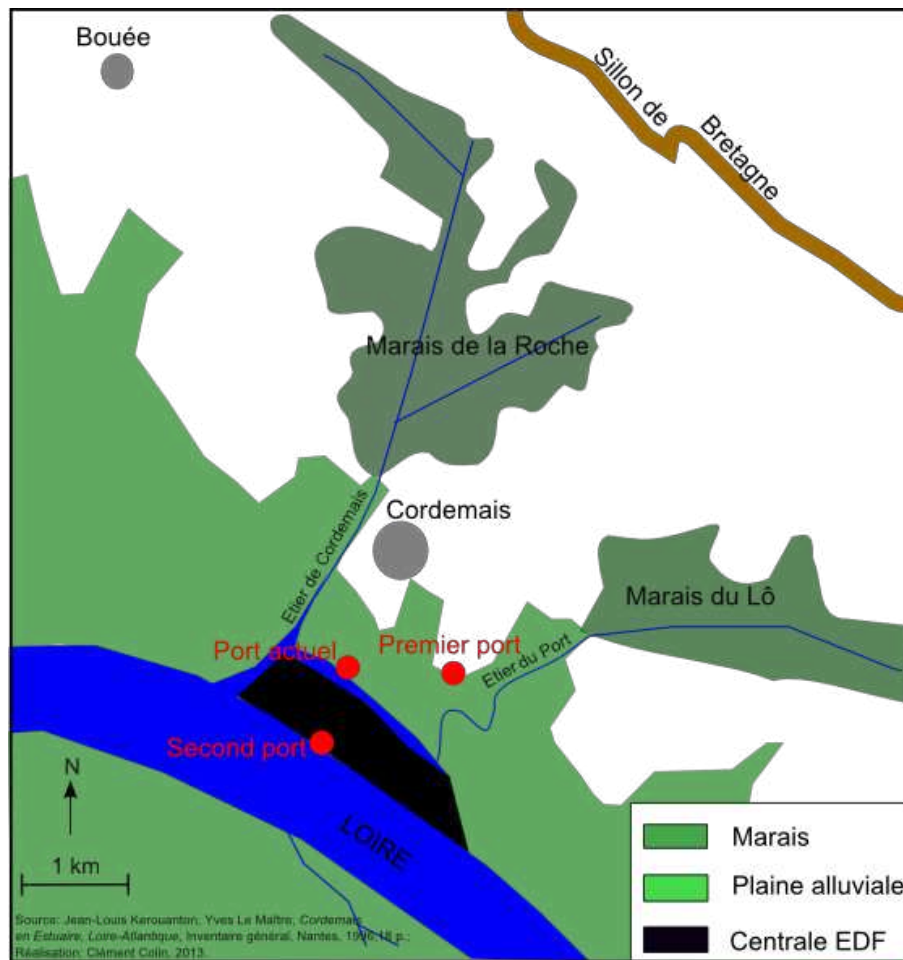 Bouée
Sillon de
Bretagne
Marais de la Roche
Cordemais
Etier de Cordemais
Marais du Lô
Port actuel
Premier port
Etier du Port
Second port
N
LOIRE
1 km
Marais
Plaine alluviale
Centrale EDF
Source: Jean-Louis Kerouanton; Yves Le Maître, Cordemais
en Estuaire, Loire-Atlantique, Inventaire général, Nantes, 1996,18 p.;
Réalisation: Clément Colin, 2013.